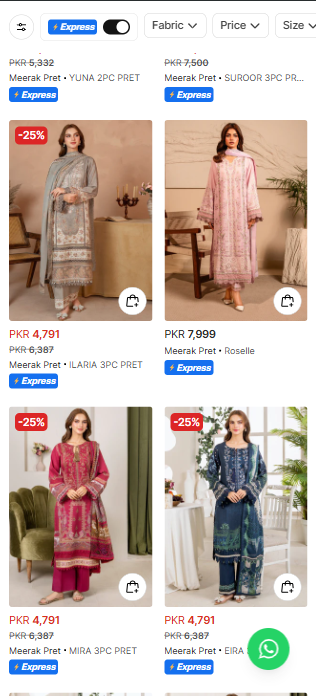 Express
Fabric
Price
Size
PKR 5,332
Meerak Pret • YUNA 2PC PRET
Express
PKR 7,500
Meerak Pret • SUROOR 3PC PR...
Express
-25%
PKR 4,791
PKR 6,387
Meerak Pret • ILARIA 3PC PRET
Express
PKR 7,999
Meerak Pret • Roselle
Express
-25%
PKR 4,791
PKR 6,387
Meerak Pret • MIRA 3PC PRET
Express
-25%
PKR 4,791
PKR 6,387
Meerak Pret • EIRA
Express